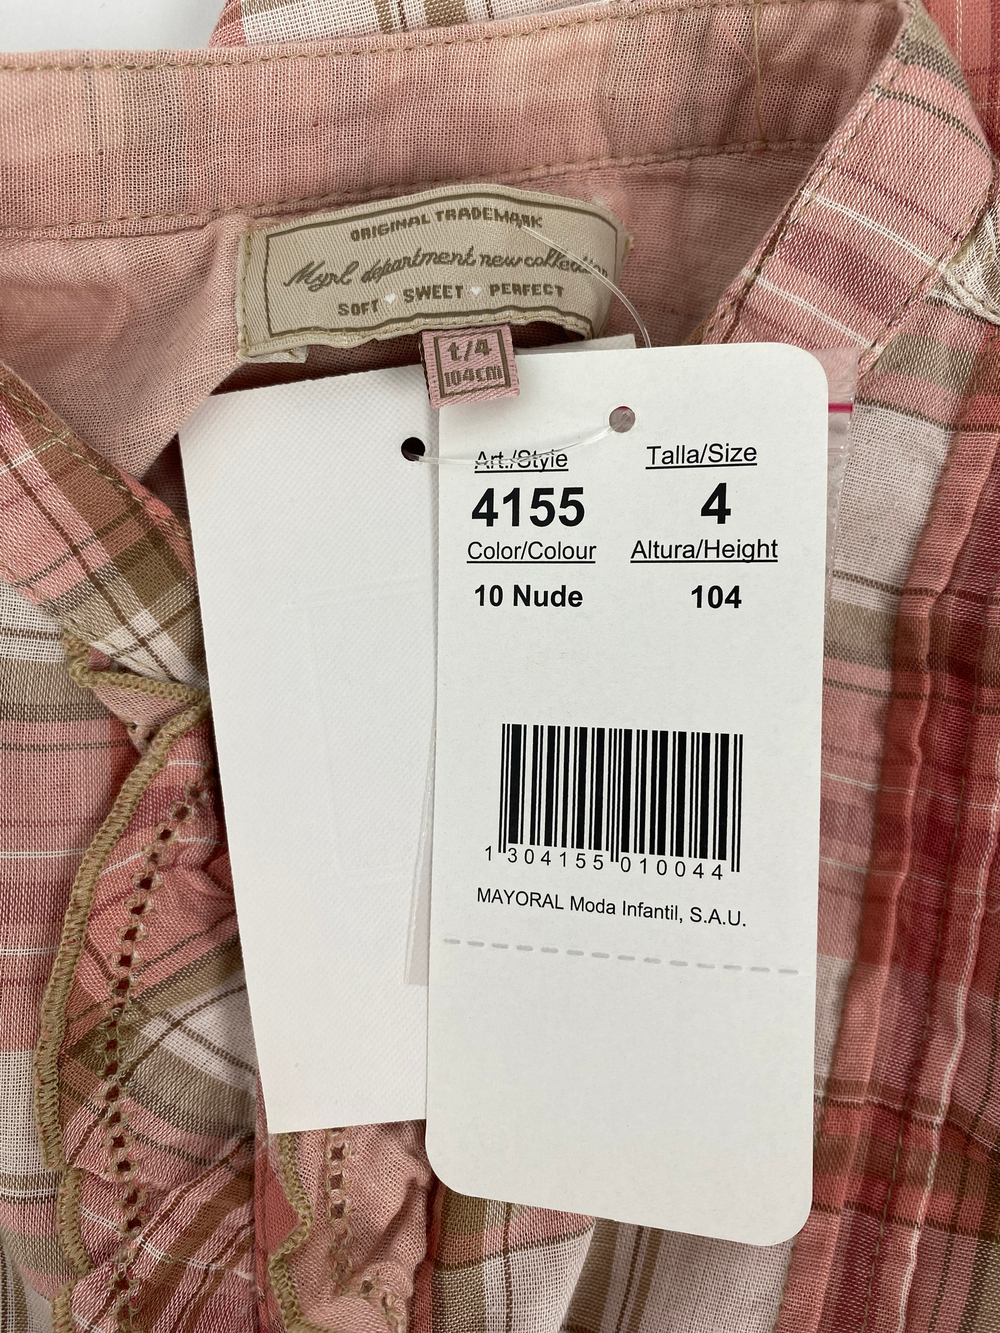 ORIGINAL TRADEMARK
Myrl department new collection
SOFT SWEET PERFECT
t/4
104CM
Art./Style
Talla/Size
4155
4
Color/Colour
Altura/Height
10 Nude
104
1 304155 010044
MAYORAL Moda Infantil, S.A.U.